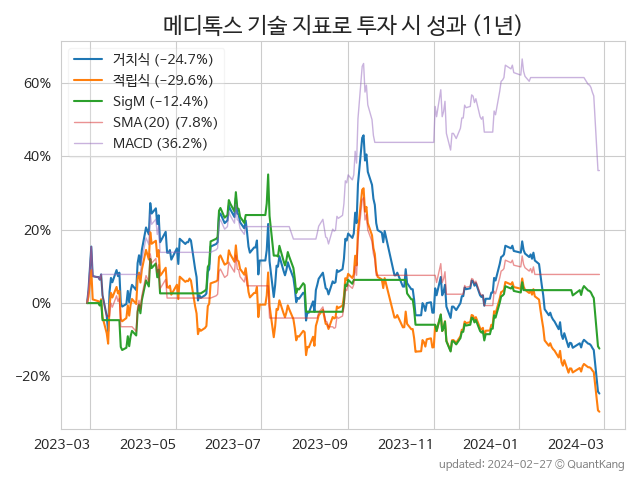 메디톡스 기술 지표로 투자 시 성과 (1년)
거치식 (−24.7%)
적립식 (−29.6%)
SigM (−12.4%)
SMA(20) (7.8%)
MACD (36.2%)
60%
40%
20%
0%
−20%
2023-03 2023-05 2023-07 2023-09 2023-11 2024-01 2024-03
updated: 2024-02-27 © QuantKang